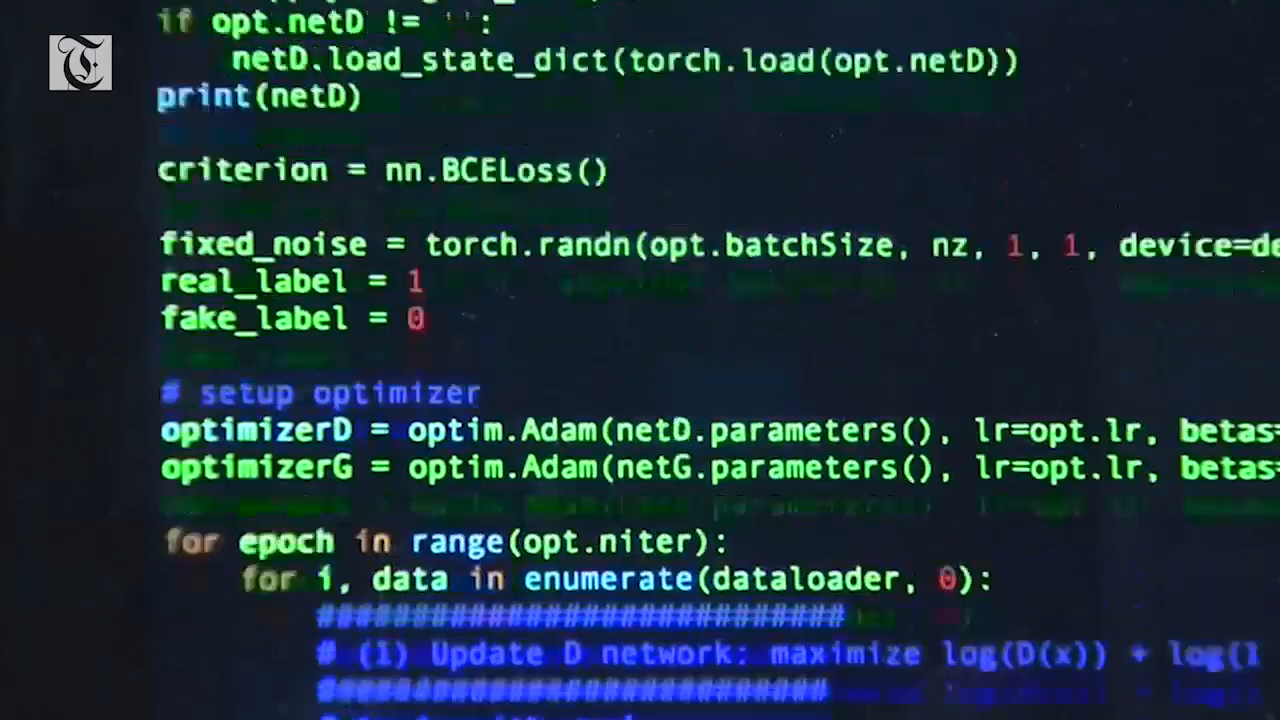 T
if opt.netD != '':
netD.load_state_dict(torch.load(opt.netD))
print(netD)
criterion = nn.BCELoss()
fixed_noise = torch.randn(opt.batchSize, nz, 1, 1, device=de
real_label = 1
fake_label = 0
# setup optimizer
optimizerD = optim.Adam(netD.parameters(), lr=opt.lr, betas=
optimizerG = optim.Adam(netG.parameters(), lr=opt.lr, betas=
for epoch in range(opt.niter):
for i, data in enumerate(dataloader, 0):
############################
# (1) Update D network: maximize log(D(x)) + log(1
###########################